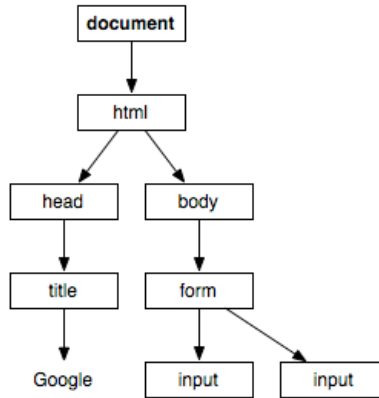 document
html
head
body
title
form
Google
input
input